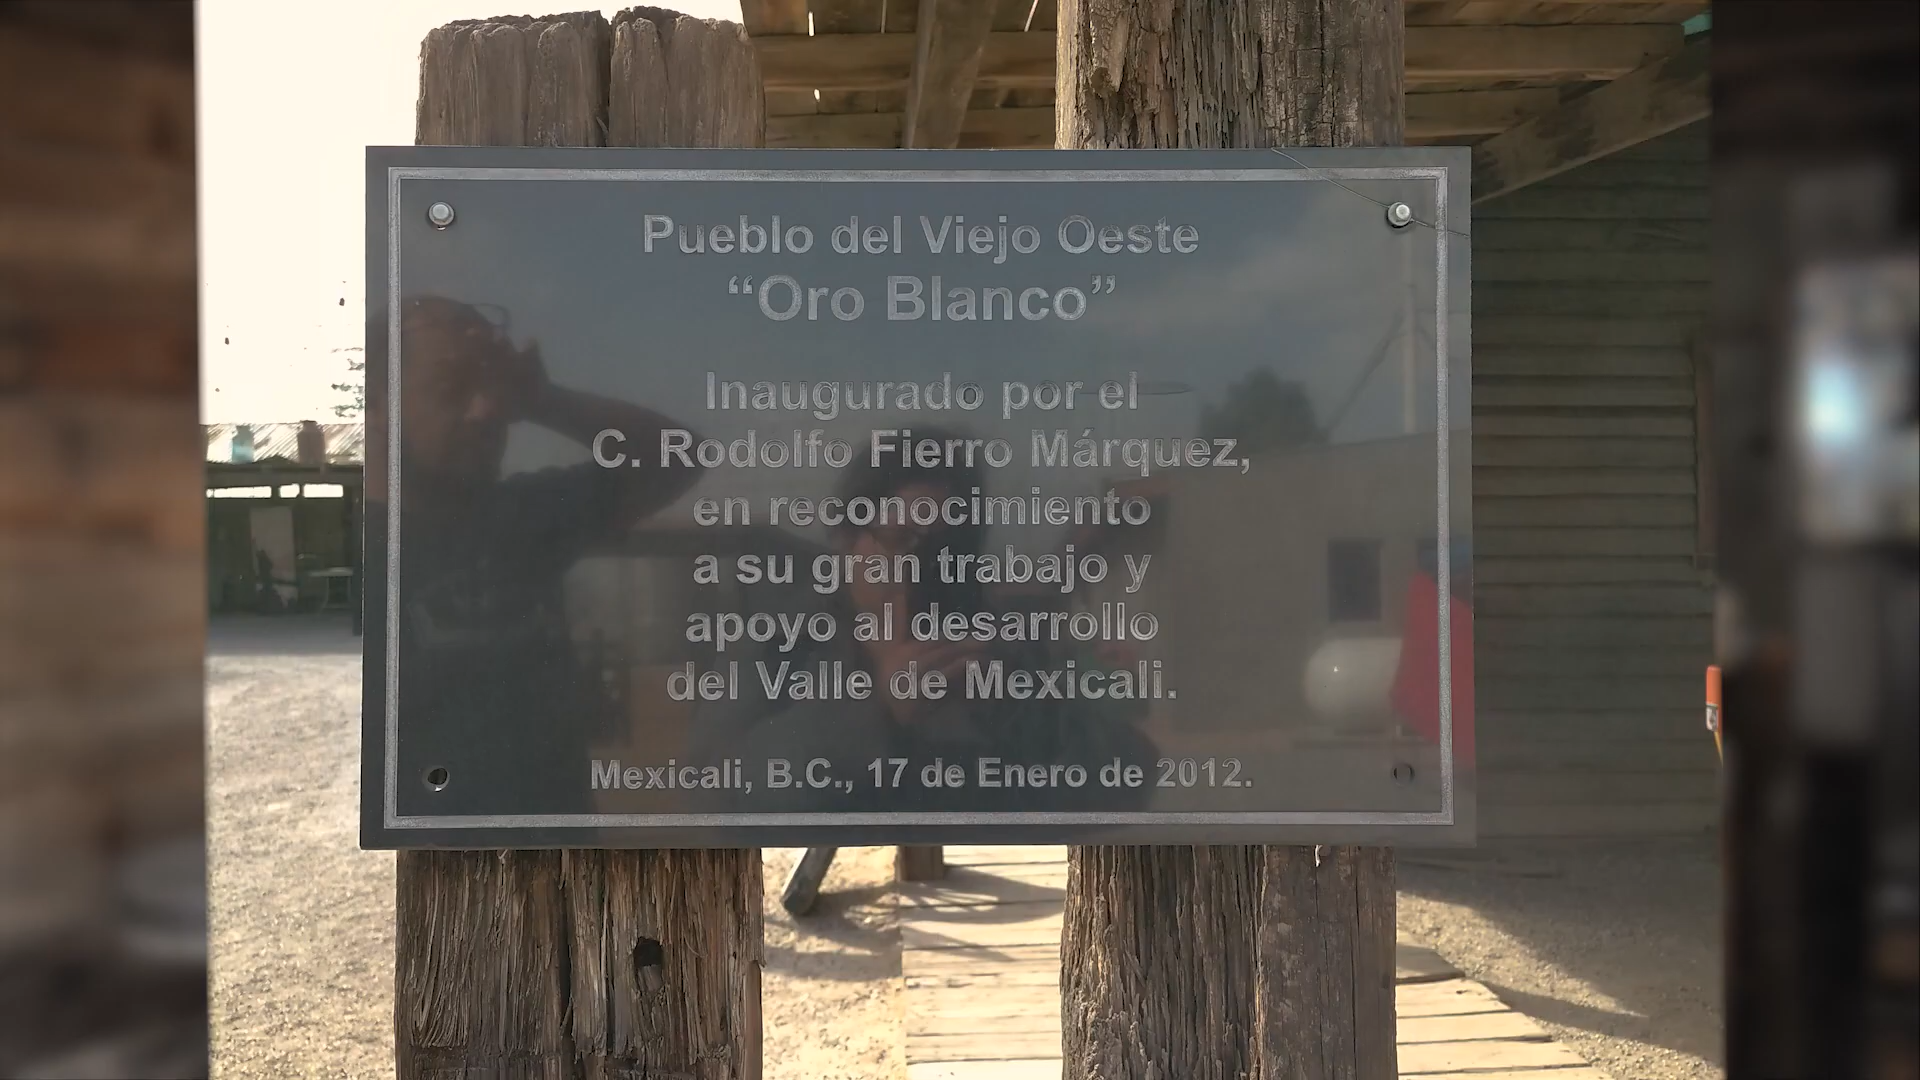 Pueblo del Viejo Oeste
“Oro Blanco”
Inaugurado por el
C. Rodolfo Fierro Márquez,
en reconocimiento
a su gran trabajo y
apoyo al desarrollo
del Valle de Mexicali.
Mexicali, B.C., 17 de Enero de 2012.